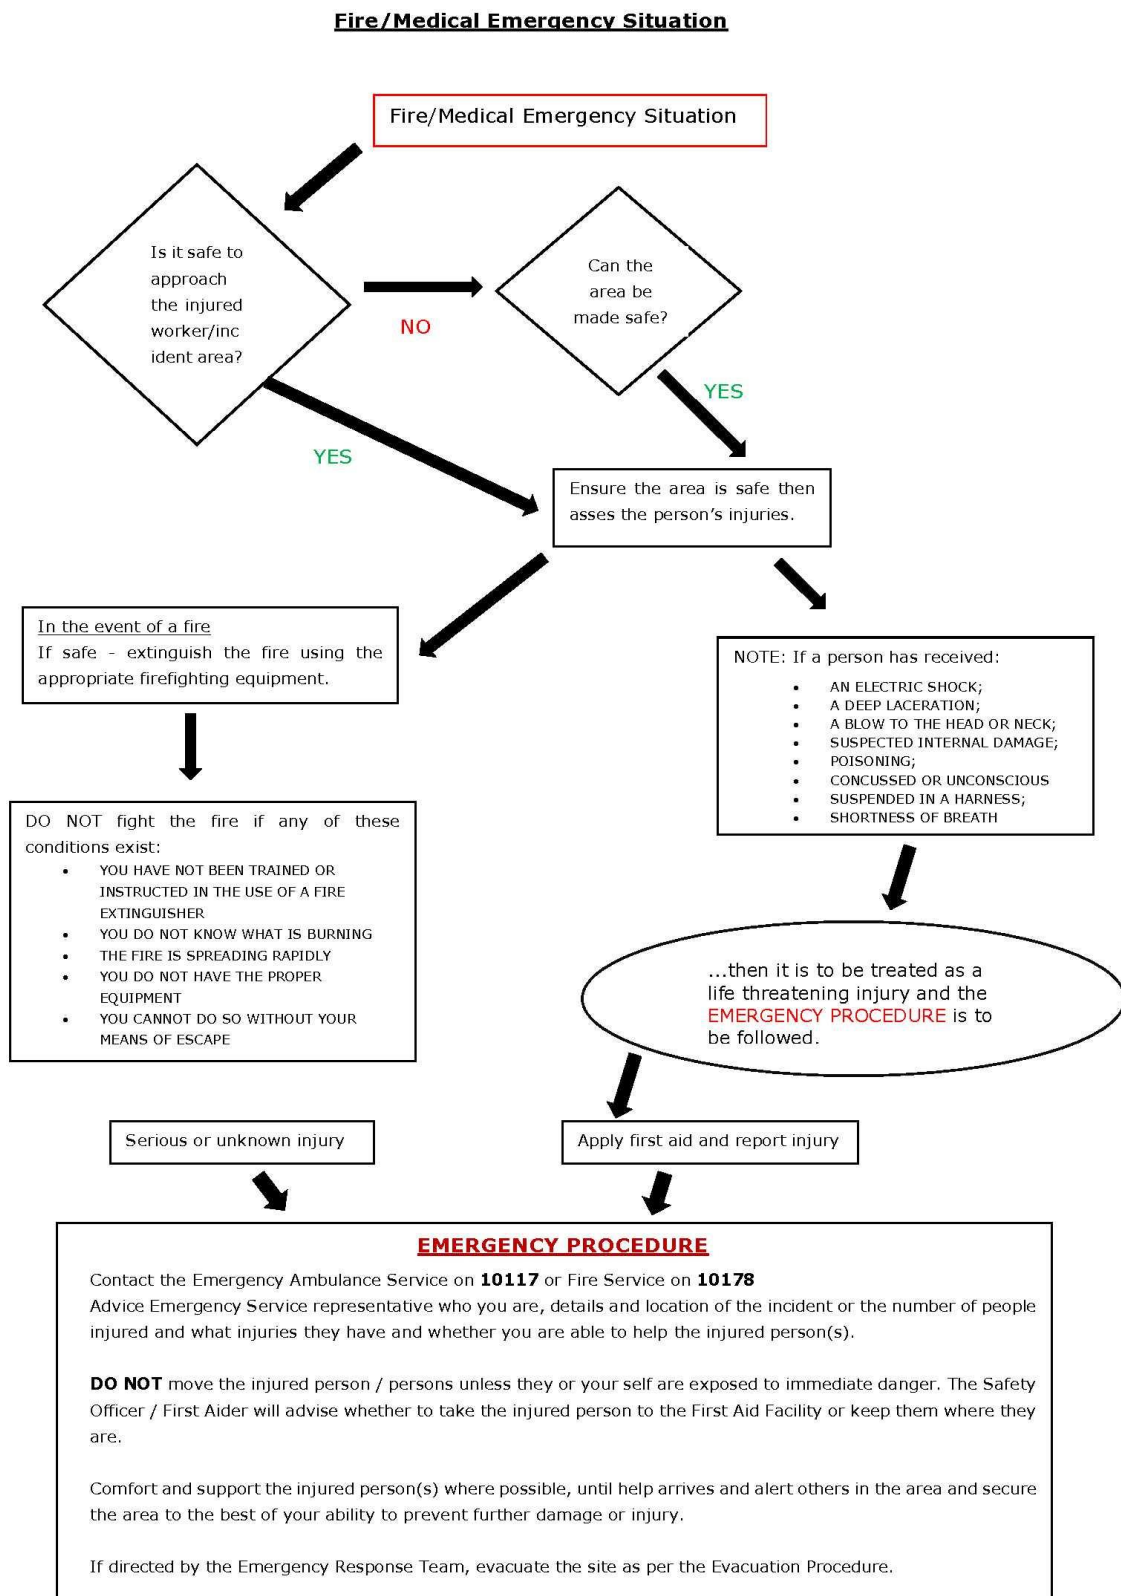 Fire/Medical Emergency Situation
Fire/Medical Emergency Situation
Is it safe to
approach
the injured
worker/inc
ident area?
NO
Can the
area be
made safe?
YES
YES
Ensure the area is safe then
asses the person's injuries.
In the event of a fire
If safe - extinguish the fire using the
appropriate firefighting equipment.
NOTE: If a person has received:
• AN ELECTRIC SHOCK;
• A DEEP LACERATION;
• A BLOW TO THE HEAD OR NECK;
• SUSPECTED INTERNAL DAMAGE;
• POISONING;
• CONCUSSED OR UNCONSCIOUS
• SUSPENDED IN A HARNESS;
• SHORTNESS OF BREATH
DO NOT fight the fire if any of these
conditions exist:
• YOU HAVE NOT BEEN TRAINED OR
INSTRUCTED IN THE USE OF A FIRE
EXTINGUISHER
• YOU DO NOT KNOW WHAT IS BURNING
• THE FIRE IS SPREADING RAPIDLY
• YOU DO NOT HAVE THE PROPER
EQUIPMENT
• YOU CANNOT DO SO WITHOUT YOUR
MEANS OF ESCAPE
...then it is to be treated as a
life threatening injury and the
EMERGENCY PROCEDURE is to
be followed.
Serious or unknown injury
Apply first aid and report injury
EMERGENCY PROCEDURE
Contact the Emergency Ambulance Service on 10117 or Fire Service on 10178
Advice Emergency Service representative who you are, details and location of the incident or the number of people
injured and what injuries they have and whether you are able to help the injured person(s).
DO NOT move the injured person / persons unless they or your self are exposed to immediate danger. The Safety
Officer / First Aider will advise whether to take the injured person to the First Aid Facility or keep them where they
are.
Comfort and support the injured person(s) where possible, until help arrives and alert others in the area and secure
the area to the best of your ability to prevent further damage or injury.
If directed by the Emergency Response Team, evacuate the site as per the Evacuation Procedure.